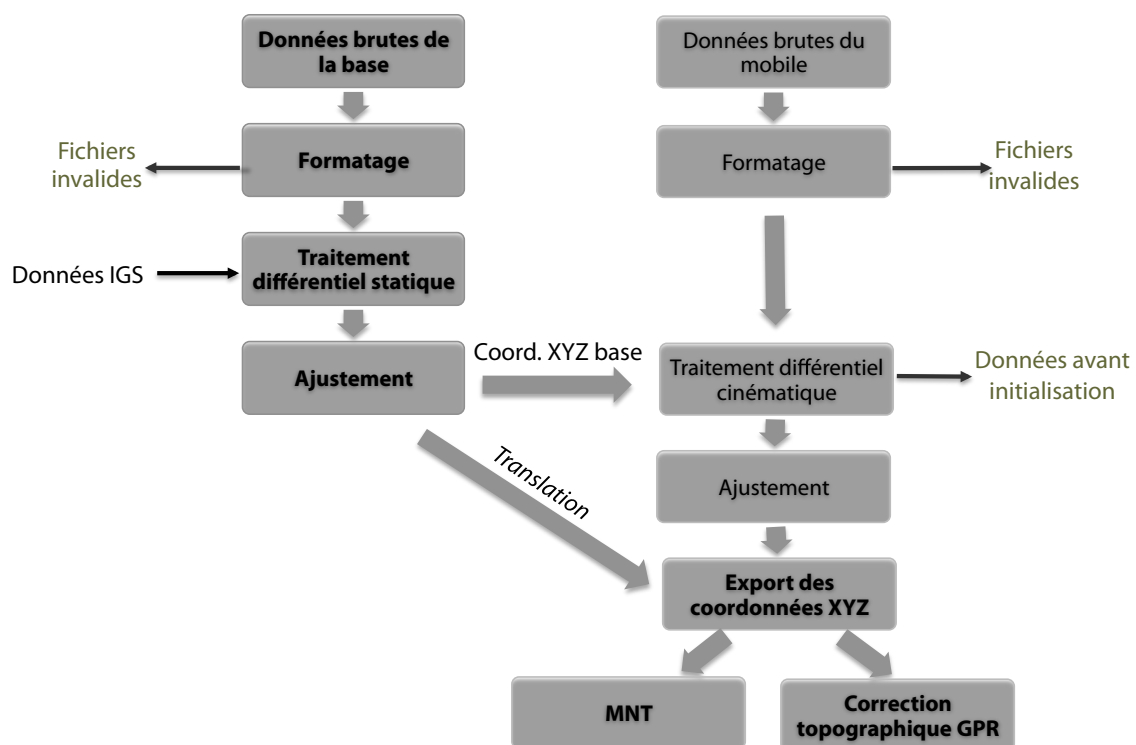 Données brutes de
la base
Données brutes du
mobile
Fichiers
invalides
Formatage
Formatage
Fichiers
invalides
Données IGS
Traitement
différentiel statique
Ajustement
Coord. XYZ base
Traitement différentiel
cinématique
Données avant
initialisation
Translation
Ajustement
Export des
coordonnées XYZ
MNT
Correction
topographique GPR